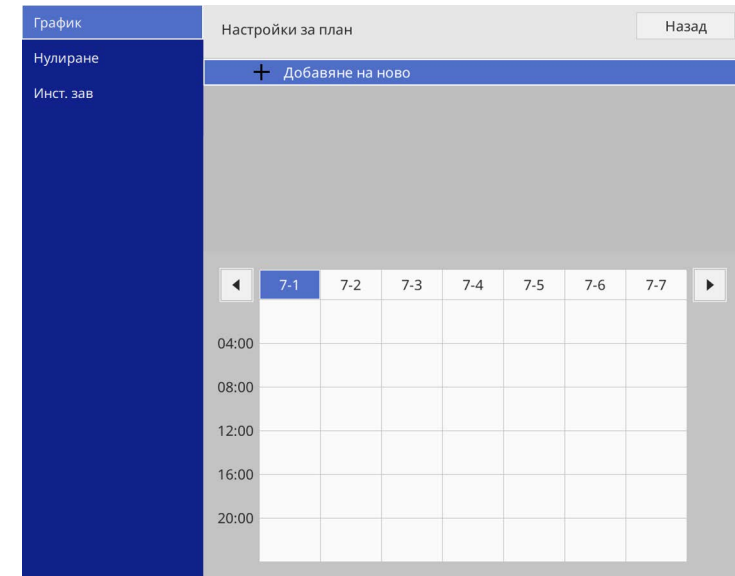 График
Нулиране
Инст. зав
Настройки за план
Назад
+ Добавяне на ново
7-1 7-2 7-3 7-4 7-5 7-6 7-7
04:00
08:00
12:00
16:00
20:00